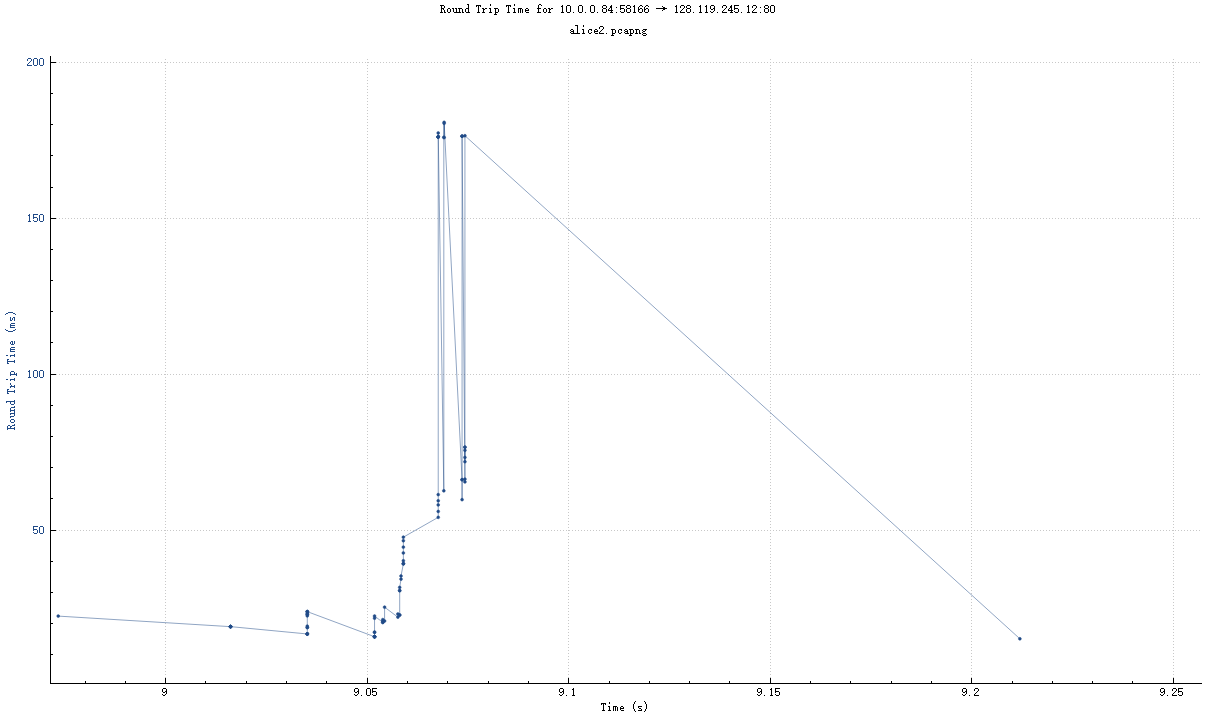 Round Trip Time for 10.0.0.84:58166 → 128.119.245.12:80
alice2.pcapng
200
150
100
50
Round Trip Time (ms)
9
9.05
9.1
9.15
9.2
9.25
Time (s)